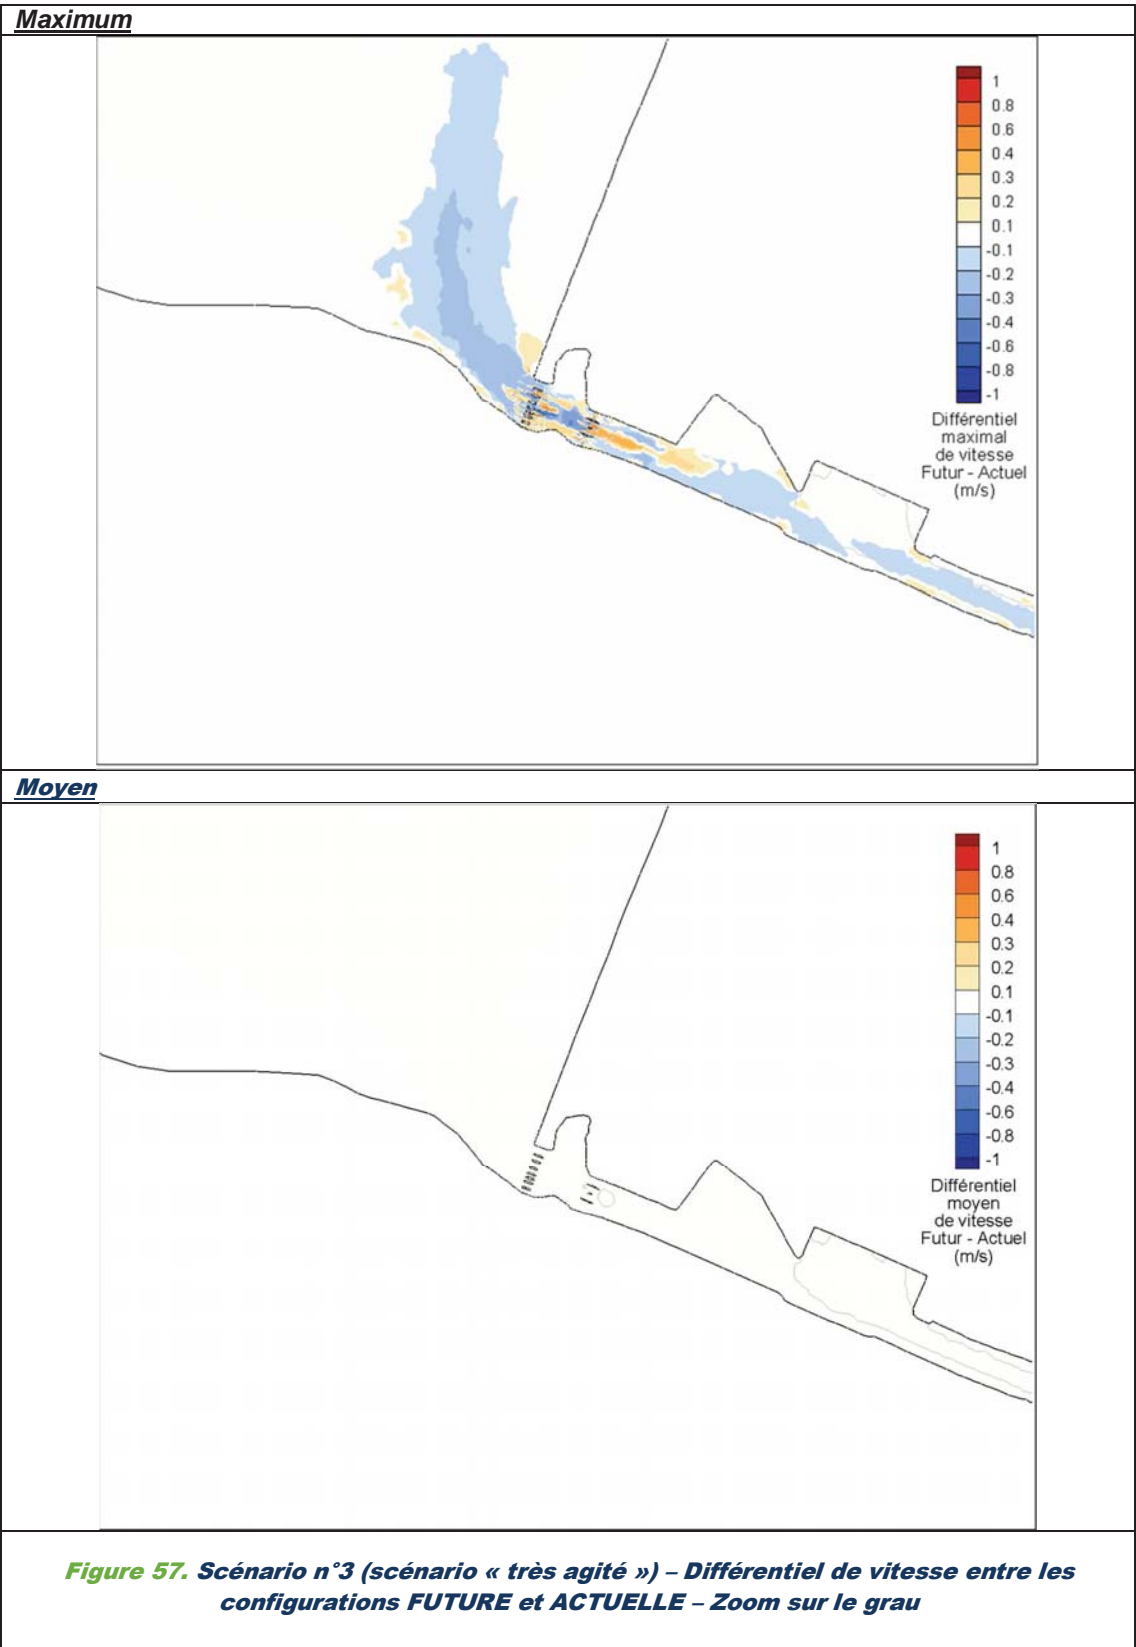 Maximum
1
0.8
0.6
0.4
0.3
0.2
0.1
-0.1
-0.2
-0.3
-0.4
-0.6
-0.8
-1
Différentiel
maximal
de vitesse
Futur - Actuel
(m/s)
Moyen
1
0.8
0.6
0.4
0.3
0.2
0.1
-0.1
-0.2
-0.3
-0.4
-0.6
-0.8
-1
Différentiel
moyen
de vitesse
Futur - Actuel
(m/s)
Figure 57. Scénario n°3 (scénario « très agité ») – Différentiel de vitesse entre les
configurations FUTURE et ACTUELLE – Zoom sur le grau